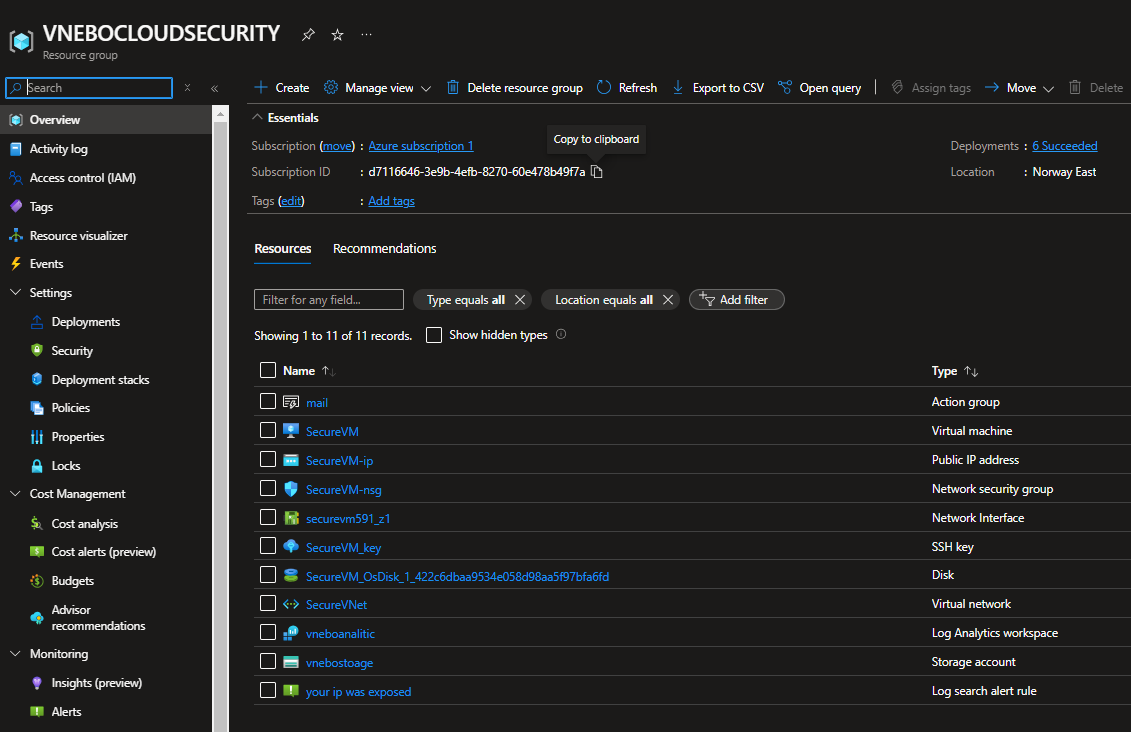 VNEBOCLOUDSECURITY
Resource group
Search
Create Manage view Delete resource group Refresh Export to CSV Open query Assign tags Move Delete
Overview
Activity log
Access control (IAM)
Tags
Resource visualizer
Events
Settings
Deployments
Security
Deployment stacks
Policies
Properties
Locks
Cost Management
Cost analysis
Cost alerts (preview)
Budgets
Advisor
recommendations
Monitoring
Insights (preview)
Alerts
Essentials
Copy to clipboard
Subscription (move) : Azure subscription 1
Subscription ID : d7116646-3e9b-4efb-8270-60e478b49f7a
Tags (edit) : Add tags
Deployments : 6 Succeeded
Location : Norway East
Resources Recommendations
Filter for any field... Type equals all Location equals all Add filter
Showing 1 to 11 of 11 records. Show hidden types
Name Type
mail Action group
SecureVM Virtual machine
SecureVM-ip Public IP address
SecureVM-nsg Network security group
securevm591_z1 Network Interface
SecureVM_key SSH key
SecureVM_OsDisk_1_422c6dbaa9534e058d98aa5f97bfa6fd Disk
SecureVNet Virtual network
vneboanalitic Log Analytics workspace
vnebostoage Storage account
your ip was exposed Log search alert rule